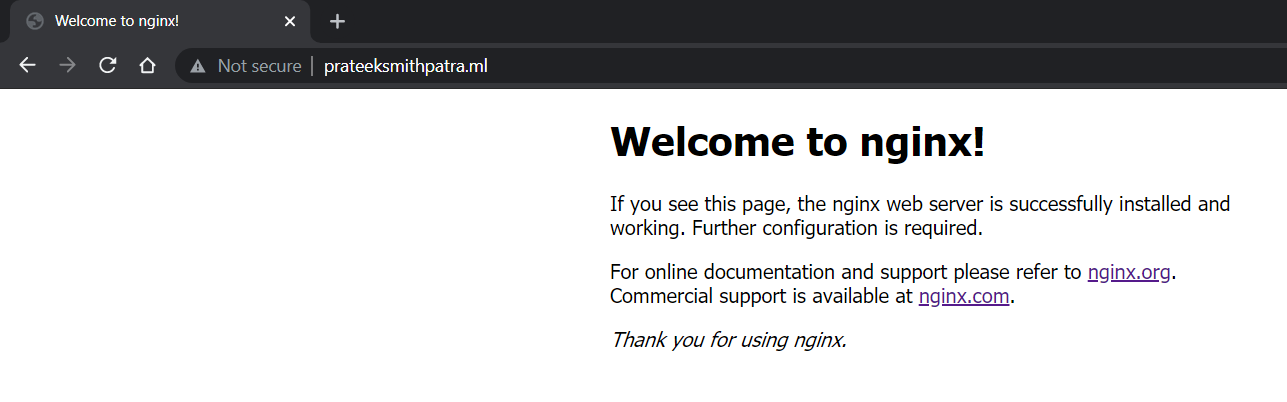 Welcome to nginx!
Not secure | prateeksmithpatra.ml
Welcome to nginx!
If you see this page, the nginx web server is successfully installed and
working. Further configuration is required.
For online documentation and support please refer to nginx.org.
Commercial support is available at nginx.com.
Thank you for using nginx.